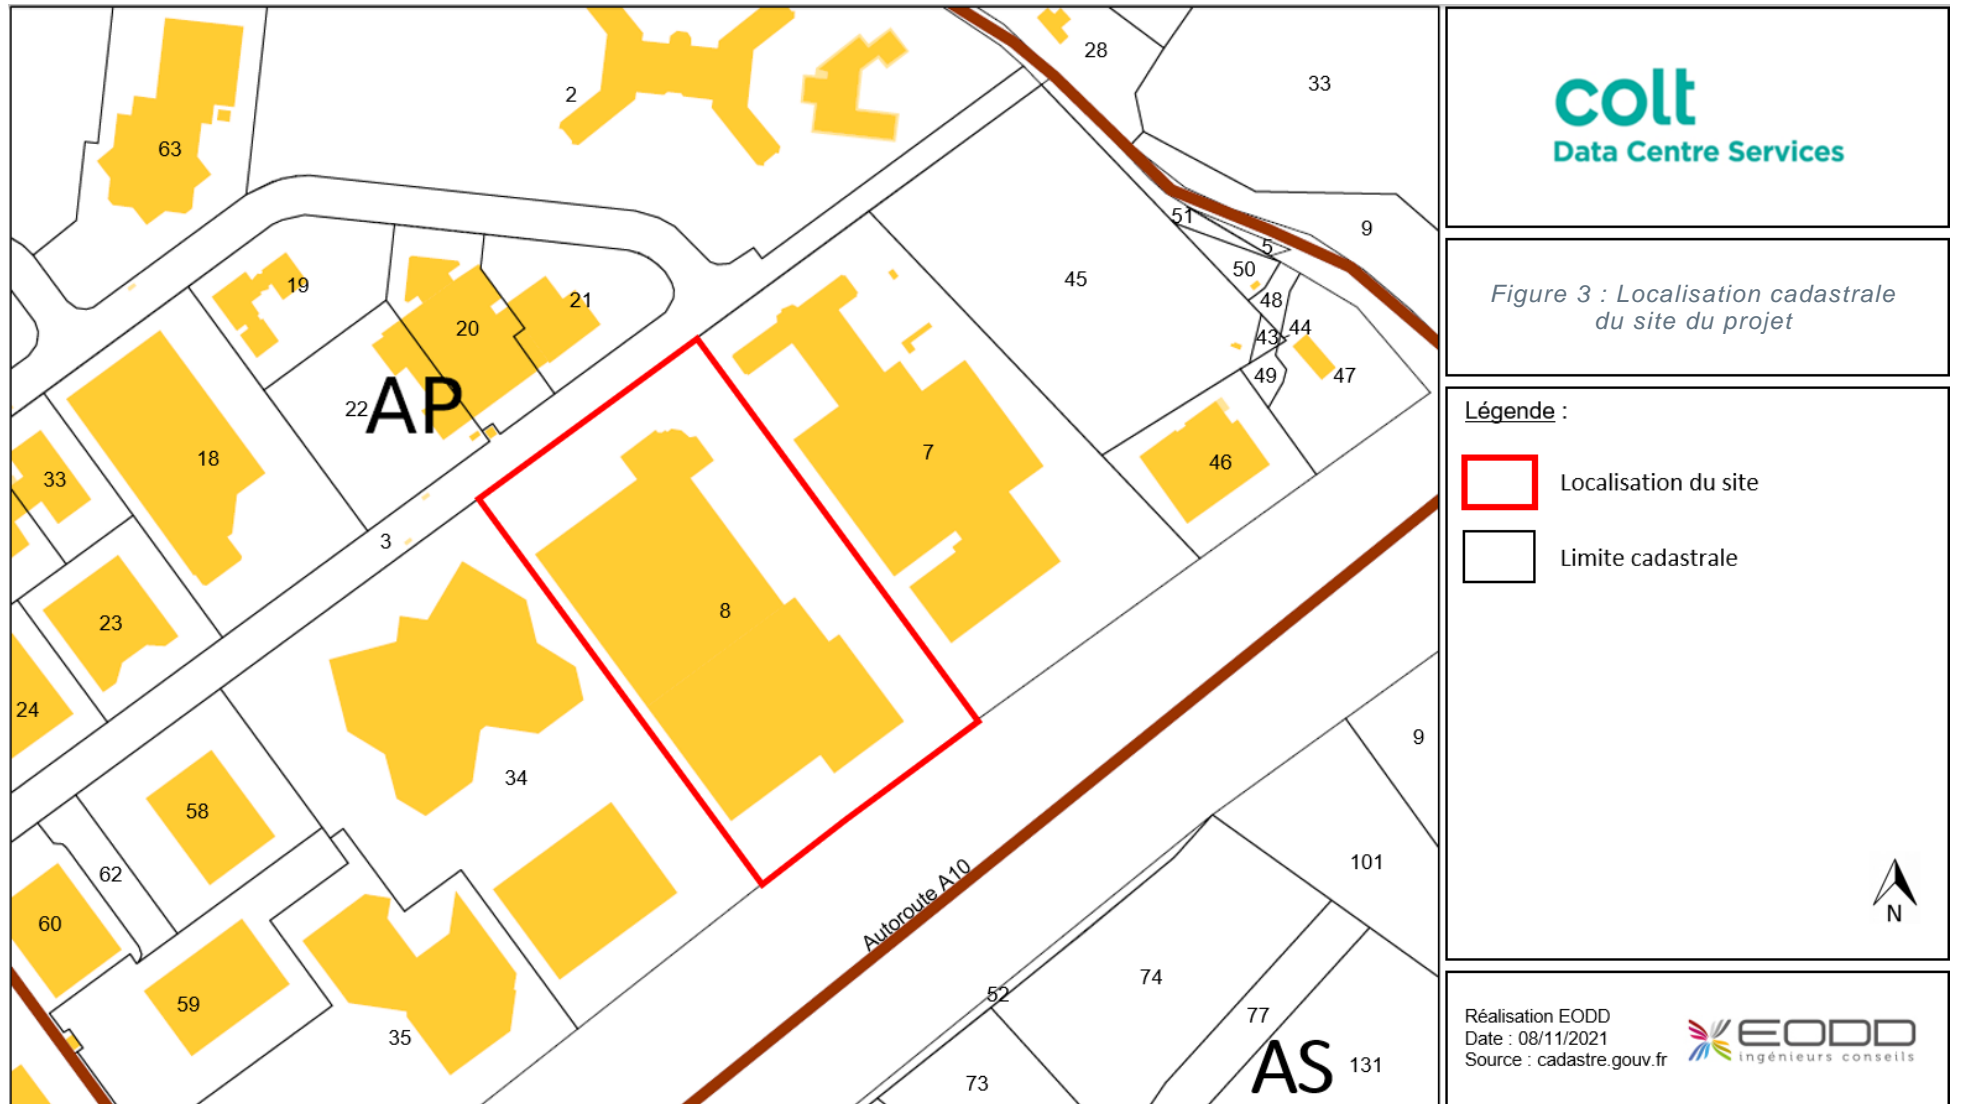 63
2
28
33
51
9
5
50
45
48
44
43
49
47
19
21
20
22
AP
18
33
3
7
46
8
23
24
34
58
62
60
59
35
Autoroute A10
9
101
74
52
77
AS
131
73
colt
Data Centre Services
Figure 3 : Localisation cadastrale
du site du projet
Légende :
Localisation du site
Limite cadastrale
N
Réalisation EODD
Date : 08/11/2021
Source : cadastre.gouv.fr
EODD
ingénieurs conseils